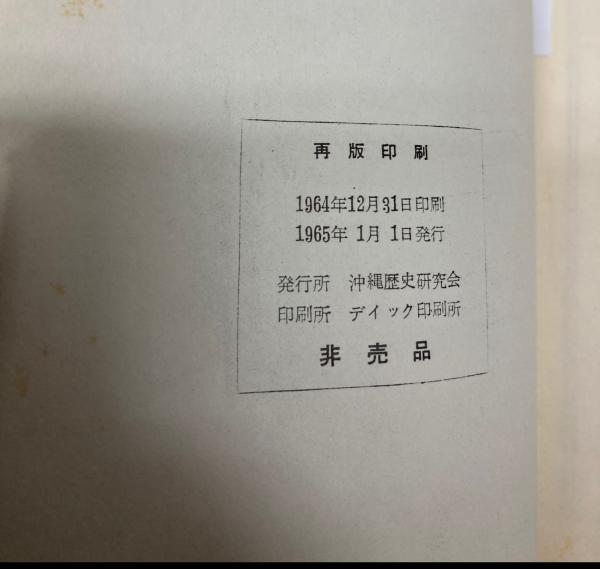 再版印刷
1964年12月31日印刷
1965年 1月 1日発行
発行所 沖縄歴史研究会
印刷所 デイック印刷所
非売品